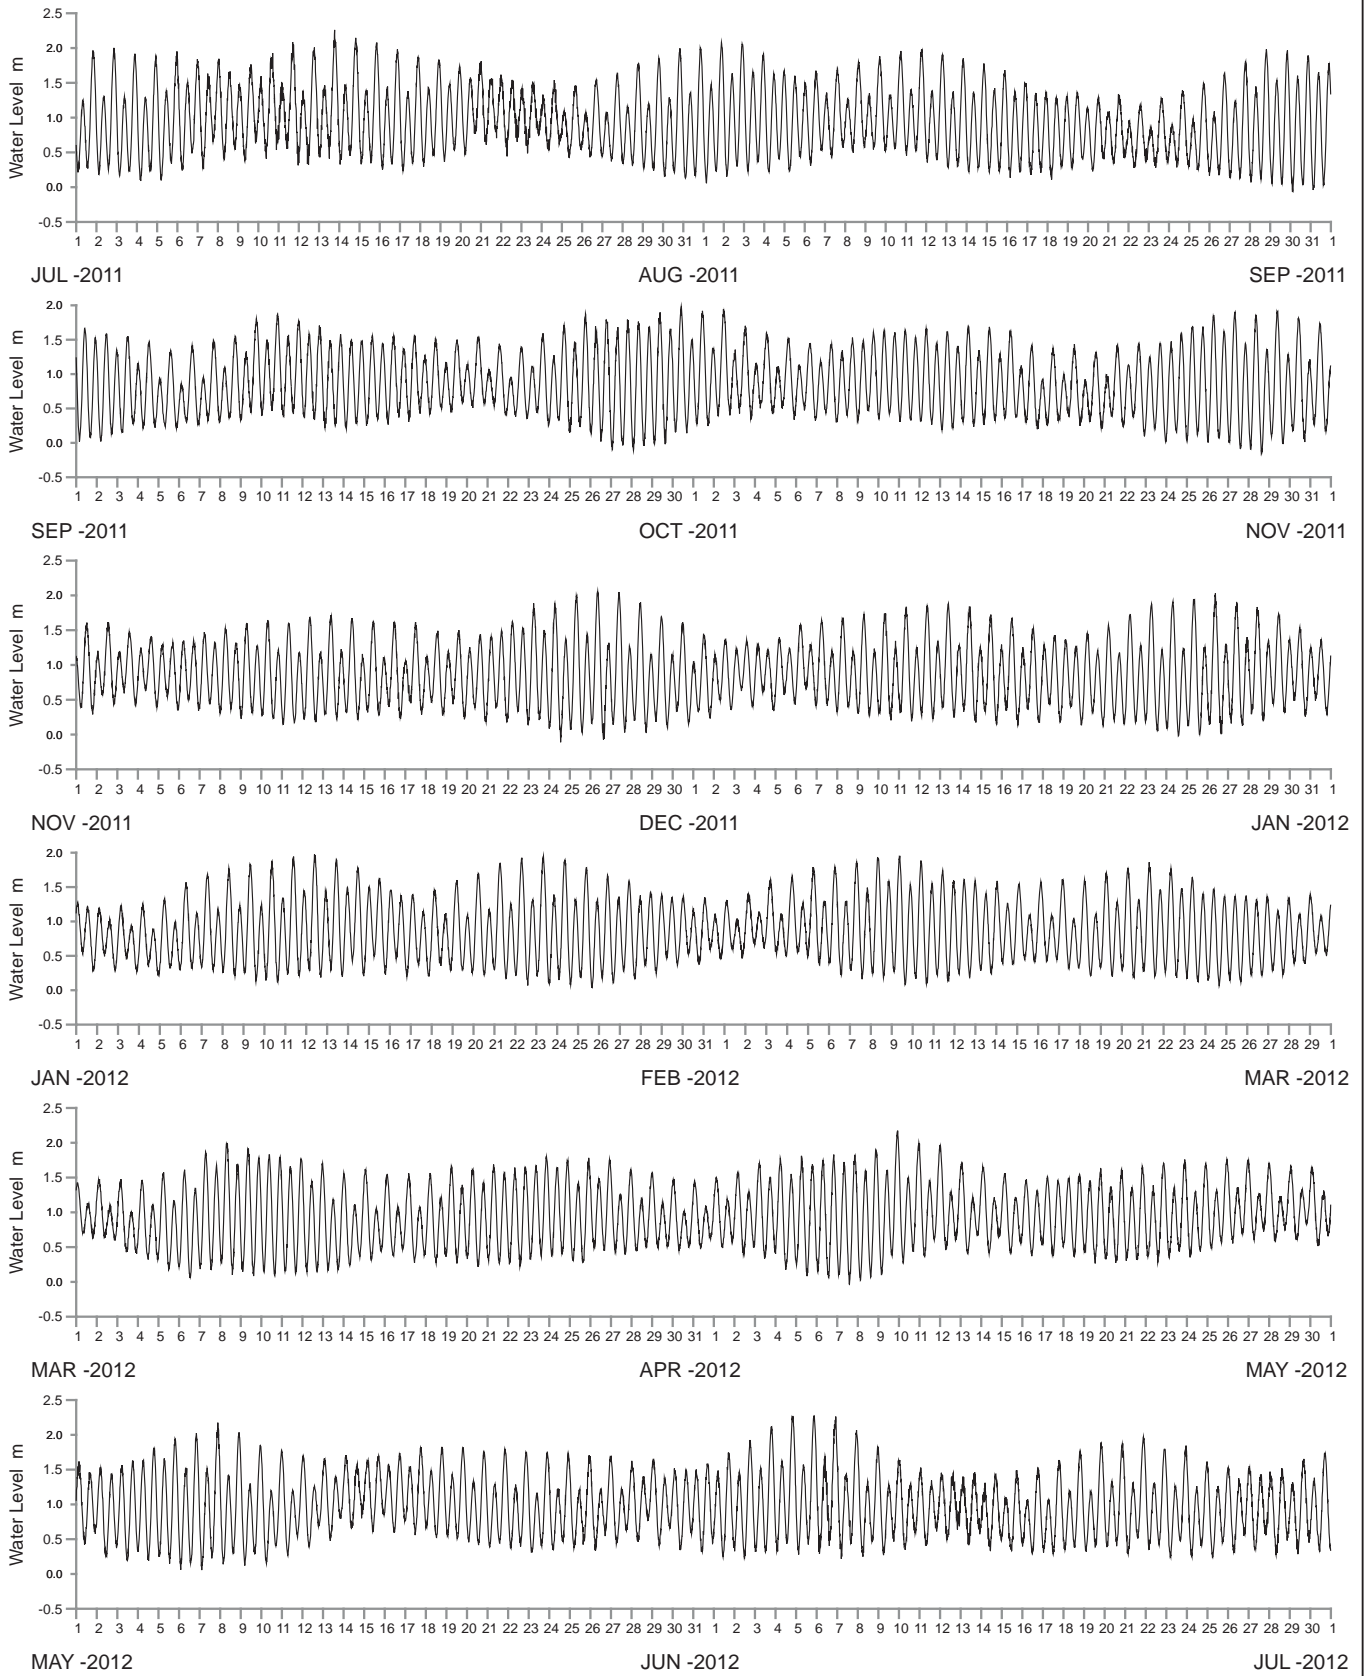 2.5
2.0
1.5
1.0
0.5
0.0
-0.5
Water Level m
1 2 3 4 5 6 7 8 9 10 11 12 13 14 15 16 17 18 19 20 21 22 23 24 25 26 27 28 29 30 31 1 2 3 4 5 6 7 8 9 10 11 12 13 14 15 16 17 18 19 20 21 22 23 24 25 26 27 28 29 30 31 1
JUL -2011 AUG -2011 SEP -2011
2.0
1.5
1.0
0.5
0.0
-0.5
Water Level m
1 2 3 4 5 6 7 8 9 10 11 12 13 14 15 16 17 18 19 20 21 22 23 24 25 26 27 28 29 30 1 2 3 4 5 6 7 8 9 10 11 12 13 14 15 16 17 18 19 20 21 22 23 24 25 26 27 28 29 30 31 1
SEP -2011 OCT -2011 NOV -2011
2.5
2.0
1.5
1.0
0.5
0.0
-0.5
Water Level m
1 2 3 4 5 6 7 8 9 10 11 12 13 14 15 16 17 18 19 20 21 22 23 24 25 26 27 28 29 30 1 2 3 4 5 6 7 8 9 10 11 12 13 14 15 16 17 18 19 20 21 22 23 24 25 26 27 28 29 30 31 1
NOV -2011 DEC -2011 JAN -2012
2.0
1.5
1.0
0.5
0.0
-0.5
Water Level m
1 2 3 4 5 6 7 8 9 10 11 12 13 14 15 16 17 18 19 20 21 22 23 24 25 26 27 28 29 30 31 1 2 3 4 5 6 7 8 9 10 11 12 13 14 15 16 17 18 19 20 21 22 23 24 25 26 27 28 29 1
JAN -2012 FEB -2012 MAR -2012
2.5
2.0
1.5
1.0
0.5
0.0
-0.5
Water Level m
1 2 3 4 5 6 7 8 9 10 11 12 13 14 15 16 17 18 19 20 21 22 23 24 25 26 27 28 29 30 31 1 2 3 4 5 6 7 8 9 10 11 12 13 14 15 16 17 18 19 20 21 22 23 24 25 26 27 28 29 30 1
MAR -2012 APR -2012 MAY -2012
2.5
2.0
1.5
1.0
0.5
0.0
-0.5
Water Level m
1 2 3 4 5 6 7 8 9 10 11 12 13 14 15 16 17 18 19 20 21 22 23 24 25 26 27 28 29 30 31 1 2 3 4 5 6 7 8 9 10 11 12 13 14 15 16 17 18 19 20 21 22 23 24 25 26 27 28 29 30 1
MAY -2012 JUN -2012 JUL -2012